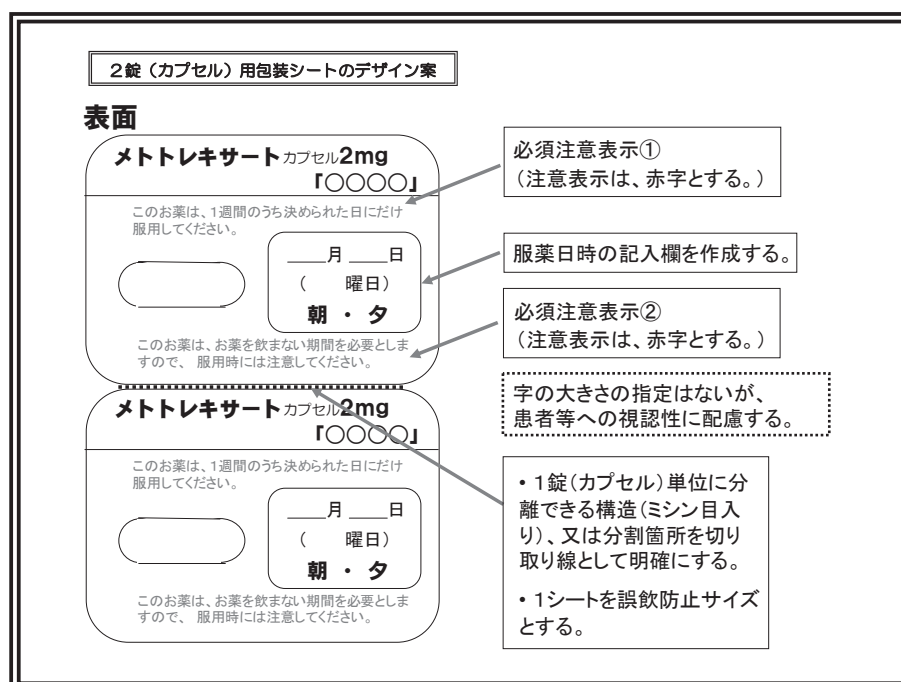 2錠（カプセル）用包装シートのデザイン案
表面
メトトレキサート カプセル2mg
「○○○○」
このお薬は、1週間のうち決められた日にだけ
服用してください。
____月 ____日
(　　曜日)
朝 ・ 夕
このお薬は、お薬を飲まない期間を必要としま
すので、 服用時には注意してください。
メトトレキサート カプセル2mg
「○○○○」
このお薬は、1週間のうち決められた日にだけ
服用してください。
____月 ____日
(　　曜日)
朝 ・ 夕
このお薬は、お薬を飲まない期間を必要としま
すので、 服用時には注意してください。
必須注意表示①
（注意表示は、赤字とする。）
服薬日時の記入欄を作成する。
必須注意表示②
（注意表示は、赤字とする。）
字の大きさの指定はないが、
患者等への視認性に配慮する。
・1錠（カプセル）単位に分
離できる構造（ミシン目入
り）、又は分割箇所を切り
取り線として明確にする。
・1シートを誤飲防止サイズ
とする。